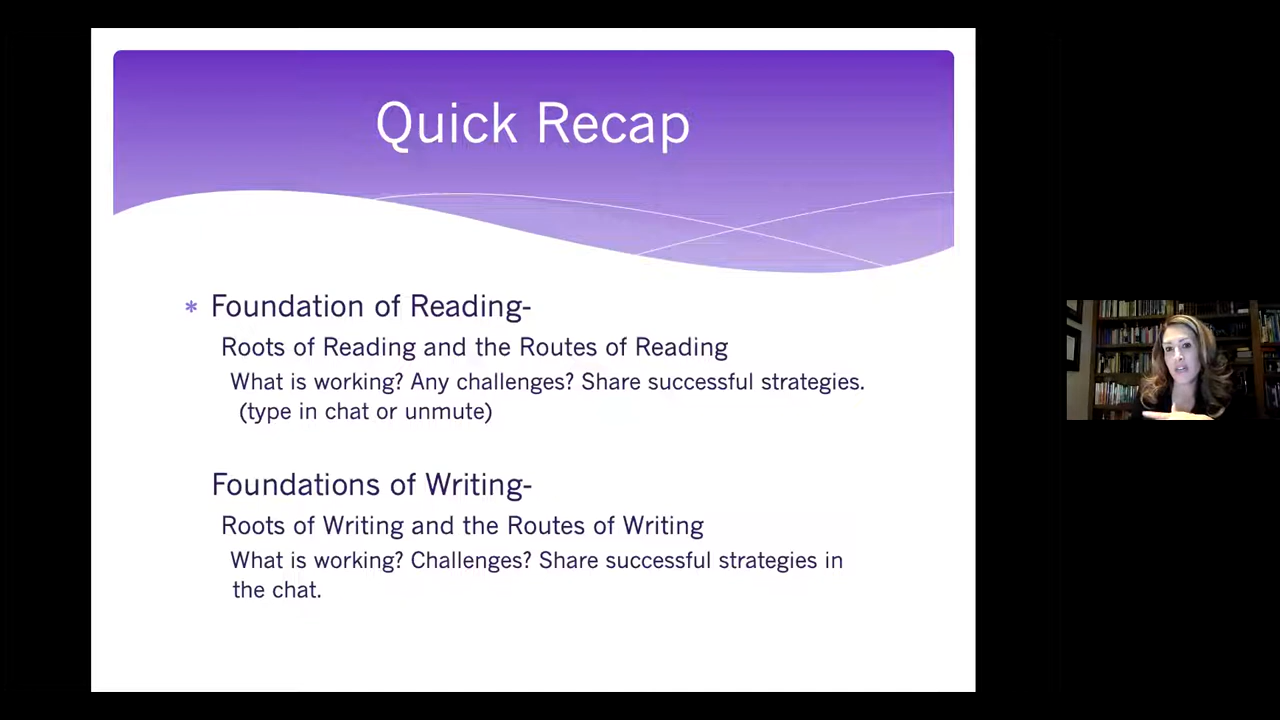 Quick Recap
* Foundation of Reading-
Roots of Reading and the Routes of Reading
What is working? Any challenges? Share successful strategies.
(type in chat or unmute)
Foundations of Writing-
Roots of Writing and the Routes of Writing
What is working? Challenges? Share successful strategies in
the chat.